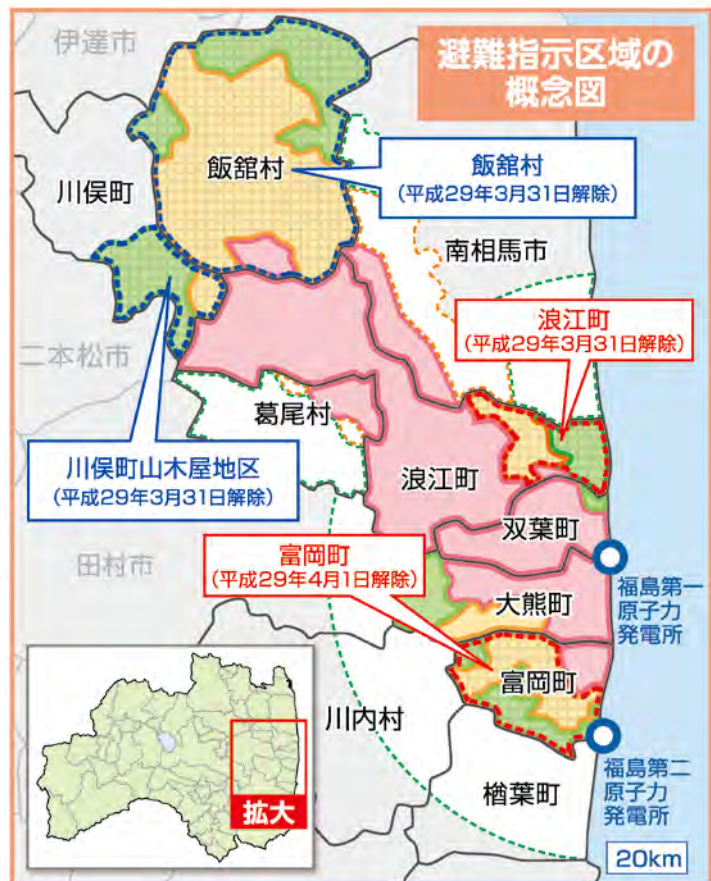 避難指示区域の
概念図
伊達市
飯舘村
飯舘村
(平成29年3月31日解除)
川俣町
南相馬市
浪江町
(平成29年3月31日解除)
二本松市
葛尾村
川俣町山木屋地区
(平成29年3月31日解除)
浪江町
双葉町
田村市
富岡町
(平成29年4月1日解除)
福島第一
原子力
発電所
大熊町
富岡町
川内村
福島第二
原子力
発電所
楢葉町
拡大
20km